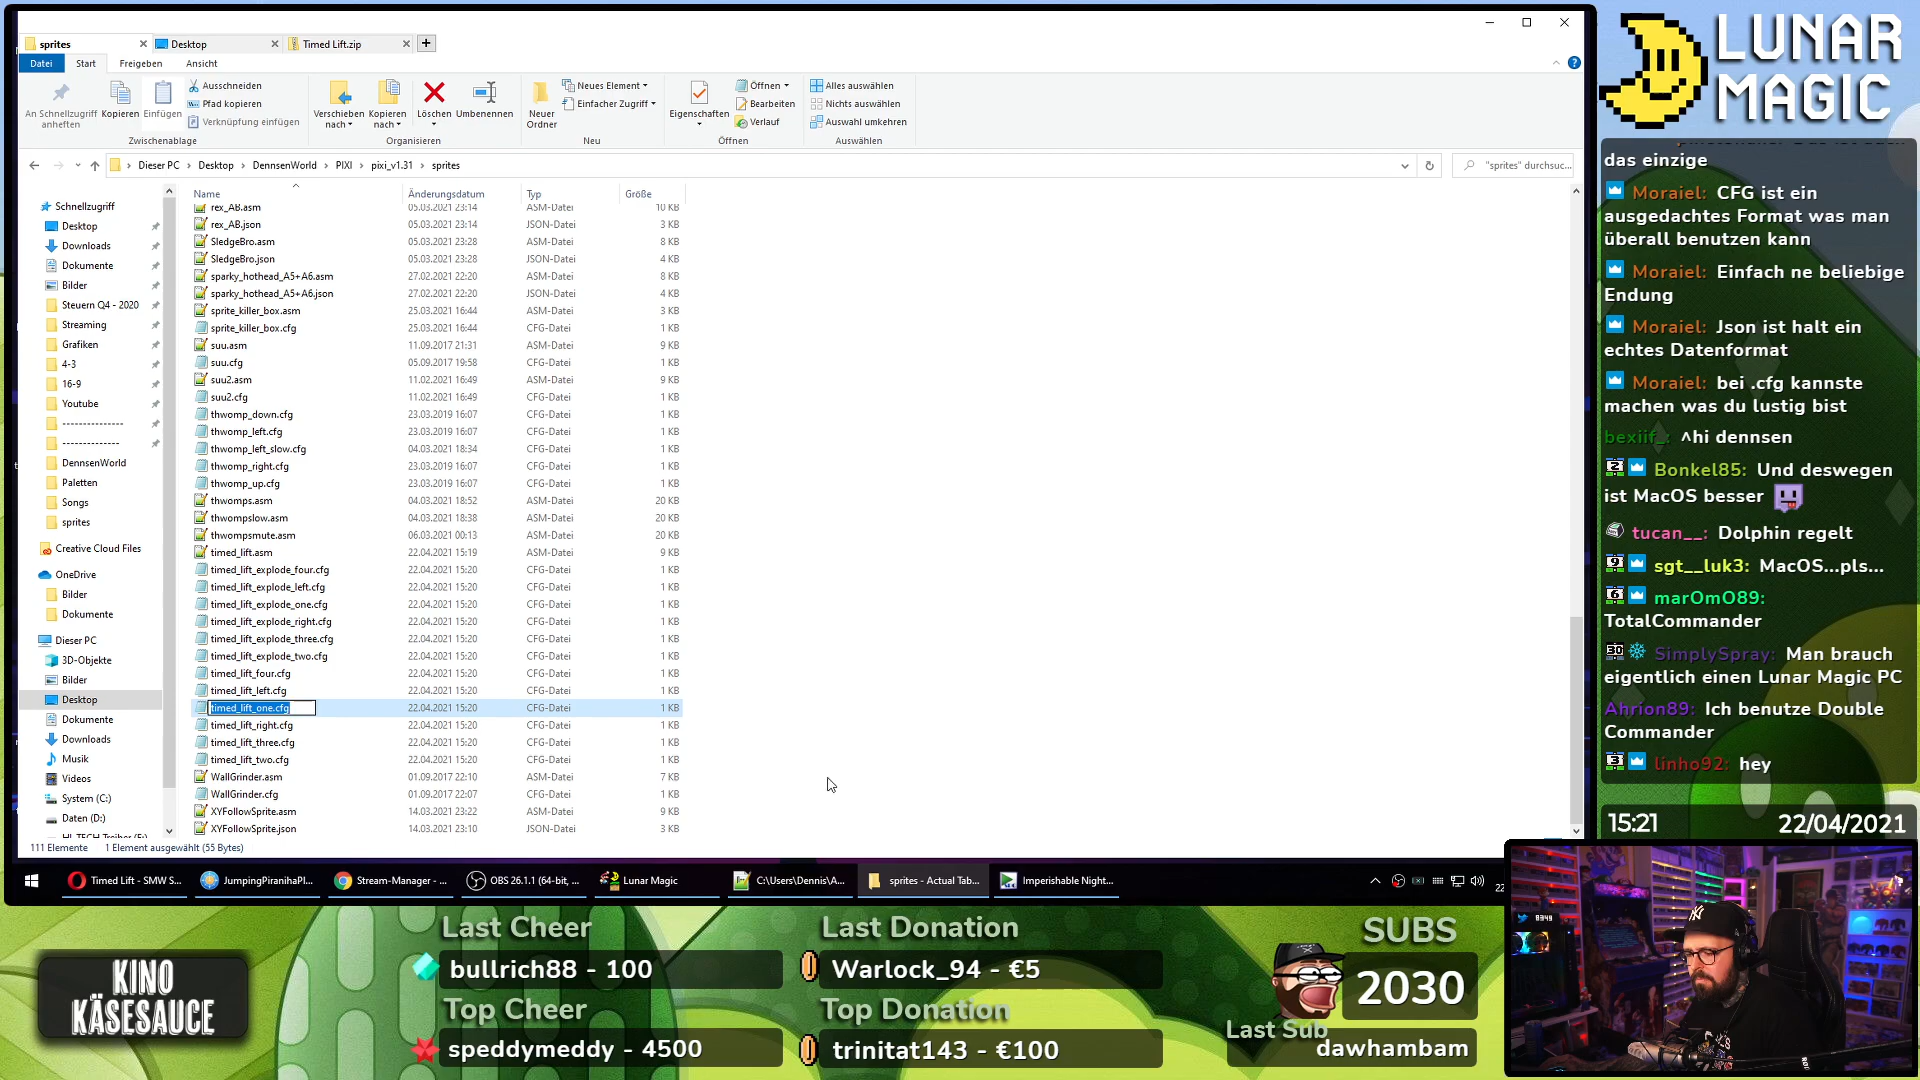 sprites
Desktop
Timed Lift.zip
Datei
Start
Freigeben
Ansicht
An Schnellzugriff anheften
Kopieren
Einfügen
Ausschneiden
Pfad kopieren
Verknüpfung einfügen
Zwischenablage
Verschieben nach
Kopieren nach
Löschen
Umbenennen
Organisieren
Neuer Ordner
Neues Element
Einfacher Zugriff
Neu
Eigenschaften
Öffnen
Bearbeiten
Verlauf
Öffnen
Alles auswählen
Nichts auswählen
Auswahl umkehren
Auswählen
Dieser PC
Desktop
DennsenWorld
PIXI
pixi_v1.31
sprites
"sprites" durchsuc...
Schnellzugriff
Desktop
Downloads
Dokumente
Bilder
Steuern Q4 - 2020
Streaming
Grafiken
4-3
16-9
Youtube
---------------
--------------
DennsenWorld
Paletten
Songs
sprites
Creative Cloud Files
OneDrive
Bilder
Dokumente
Dieser PC
3D-Objekte
Bilder
Desktop
Dokumente
Downloads
Musik
Videos
System (C:)
Daten (D:)
Name Änderungsdatum Typ Größe
rex_AB.asm 05.03.2021 23:14 ASM-Datei 10 KB
rex_AB.json 05.03.2021 23:14 JSON-Datei 3 KB
SledgeBro.asm 05.03.2021 23:28 ASM-Datei 8 KB
SledgeBro.json 05.03.2021 23:28 JSON-Datei 4 KB
sparky_hothead_A5+A6.asm 27.02.2021 22:20 ASM-Datei 8 KB
sparky_hothead_A5+A6.json 27.02.2021 22:20 JSON-Datei 4 KB
sprite_killer_box.asm 25.03.2021 16:44 ASM-Datei 3 KB
sprite_killer_box.cfg 25.03.2021 16:44 CFG-Datei 1 KB
suu.asm 11.09.2017 21:31 ASM-Datei 9 KB
suu.cfg 05.09.2017 19:58 CFG-Datei 1 KB
suu2.asm 11.02.2021 16:49 ASM-Datei 9 KB
suu2.cfg 11.02.2021 16:49 CFG-Datei 1 KB
thwomp_down.cfg 23.03.2019 16:07 CFG-Datei 1 KB
thwomp_left.cfg 23.03.2019 16:07 CFG-Datei 1 KB
thwomp_left_slow.cfg 04.03.2021 18:34 CFG-Datei 1 KB
thwomp_right.cfg 23.03.2019 16:07 CFG-Datei 1 KB
thwomp_up.cfg 23.03.2019 16:07 CFG-Datei 1 KB
thwomps.asm 04.03.2021 18:52 ASM-Datei 20 KB
thwompslow.asm 04.03.2021 18:38 ASM-Datei 20 KB
thwompsmute.asm 06.03.2021 00:13 ASM-Datei 20 KB
timed_lift.asm 22.04.2021 15:19 ASM-Datei 9 KB
timed_lift_explode_four.cfg 22.04.2021 15:20 CFG-Datei 1 KB
timed_lift_explode_left.cfg 22.04.2021 15:20 CFG-Datei 1 KB
timed_lift_explode_one.cfg 22.04.2021 15:20 CFG-Datei 1 KB
timed_lift_explode_right.cfg 22.04.2021 15:20 CFG-Datei 1 KB
timed_lift_explode_three.cfg 22.04.2021 15:20 CFG-Datei 1 KB
timed_lift_explode_two.cfg 22.04.2021 15:20 CFG-Datei 1 KB
timed_lift_four.cfg 22.04.2021 15:20 CFG-Datei 1 KB
timed_lift_left.cfg 22.04.2021 15:20 CFG-Datei 1 KB
timed_lift_one.cfg 22.04.2021 15:20 CFG-Datei 1 KB
timed_lift_right.cfg 22.04.2021 15:20 CFG-Datei 1 KB
timed_lift_three.cfg 22.04.2021 15:20 CFG-Datei 1 KB
timed_lift_two.cfg 22.04.2021 15:20 CFG-Datei 1 KB
WallGrinder.asm 01.09.2017 22:10 ASM-Datei 7 KB
WallGrinder.cfg 01.09.2017 22:07 CFG-Datei 1 KB
XYFollowSprite.asm 14.03.2021 23:22 ASM-Datei 9 KB
XYFollowSprite.json 14.03.2021 23:10 JSON-Datei 3 KB
111 Elemente 1 Element ausgewählt (55 Bytes)
Timed Lift - SMW S...
JumpingPiranhaPl...
Stream-Manager - ...
OBS 26.1.1 (64-bit, ...
Lunar Magic
C:\Users\Dennis\A...
sprites - Actual Tab...
Imperishable Night...
LUNAR
MAGIC
das einzige
Moraiel: CFG ist ein
ausgedachtes Format was man
überall benutzen kann
Moraiel: Einfach ne beliebige
Endung
Moraiel: Json ist halt ein
echtes Datenformat
Moraiel: bei .cfg kannste
machen was du lustig bist
bexiif_: ^hi dennsen
Bonkel85: Und deswegen
ist MacOS besser
tucan__: Dolphin regelt
sgt__luk3: MacOS...pls...
marOmO89:
TotalCommander
SimplySpray: Man brauch
eigentlich einen Lunar Magic PC
Ahrion89: Ich benutze Double
Commander
linho92: hey
15:21 22/04/2021
8349
KINO
KÄSESAUCE
Last Cheer
bullrich88 - 100
Top Cheer
speddymeddy - 4500
Last Donation
Warlock_94 - €5
Top Donation
trinitat143 - €100
SUBS
2030
Last Sub
dawhambam